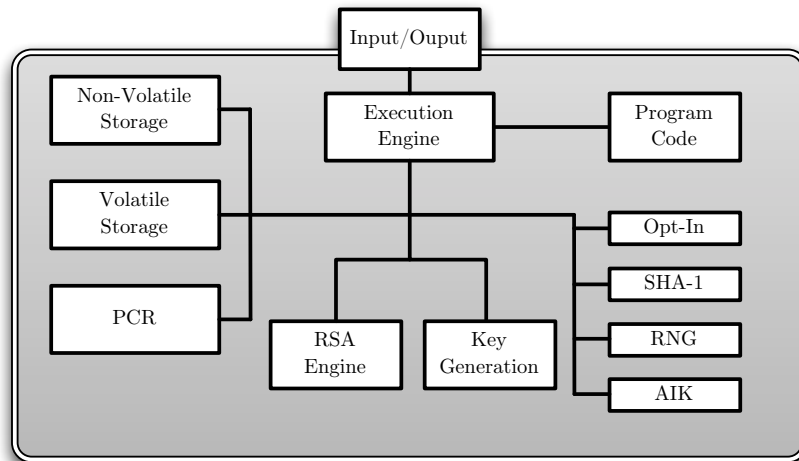 Input/Ouput
Non-Volatile
Storage
Execution
Engine
Program
Code
Volatile
Storage
Opt-In
SHA-1
PCR
RSA
Engine
Key
Generation
RNG
AIK